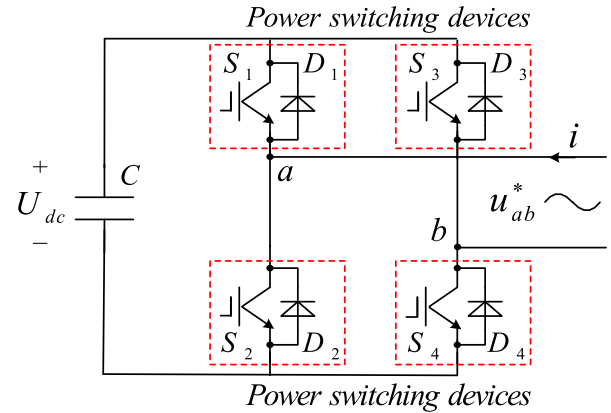 Power switching devices
S1 D1 S3 D3
i
+ C a
Udc u*ab
− b
S2 D2 S4 D4
Power switching devices